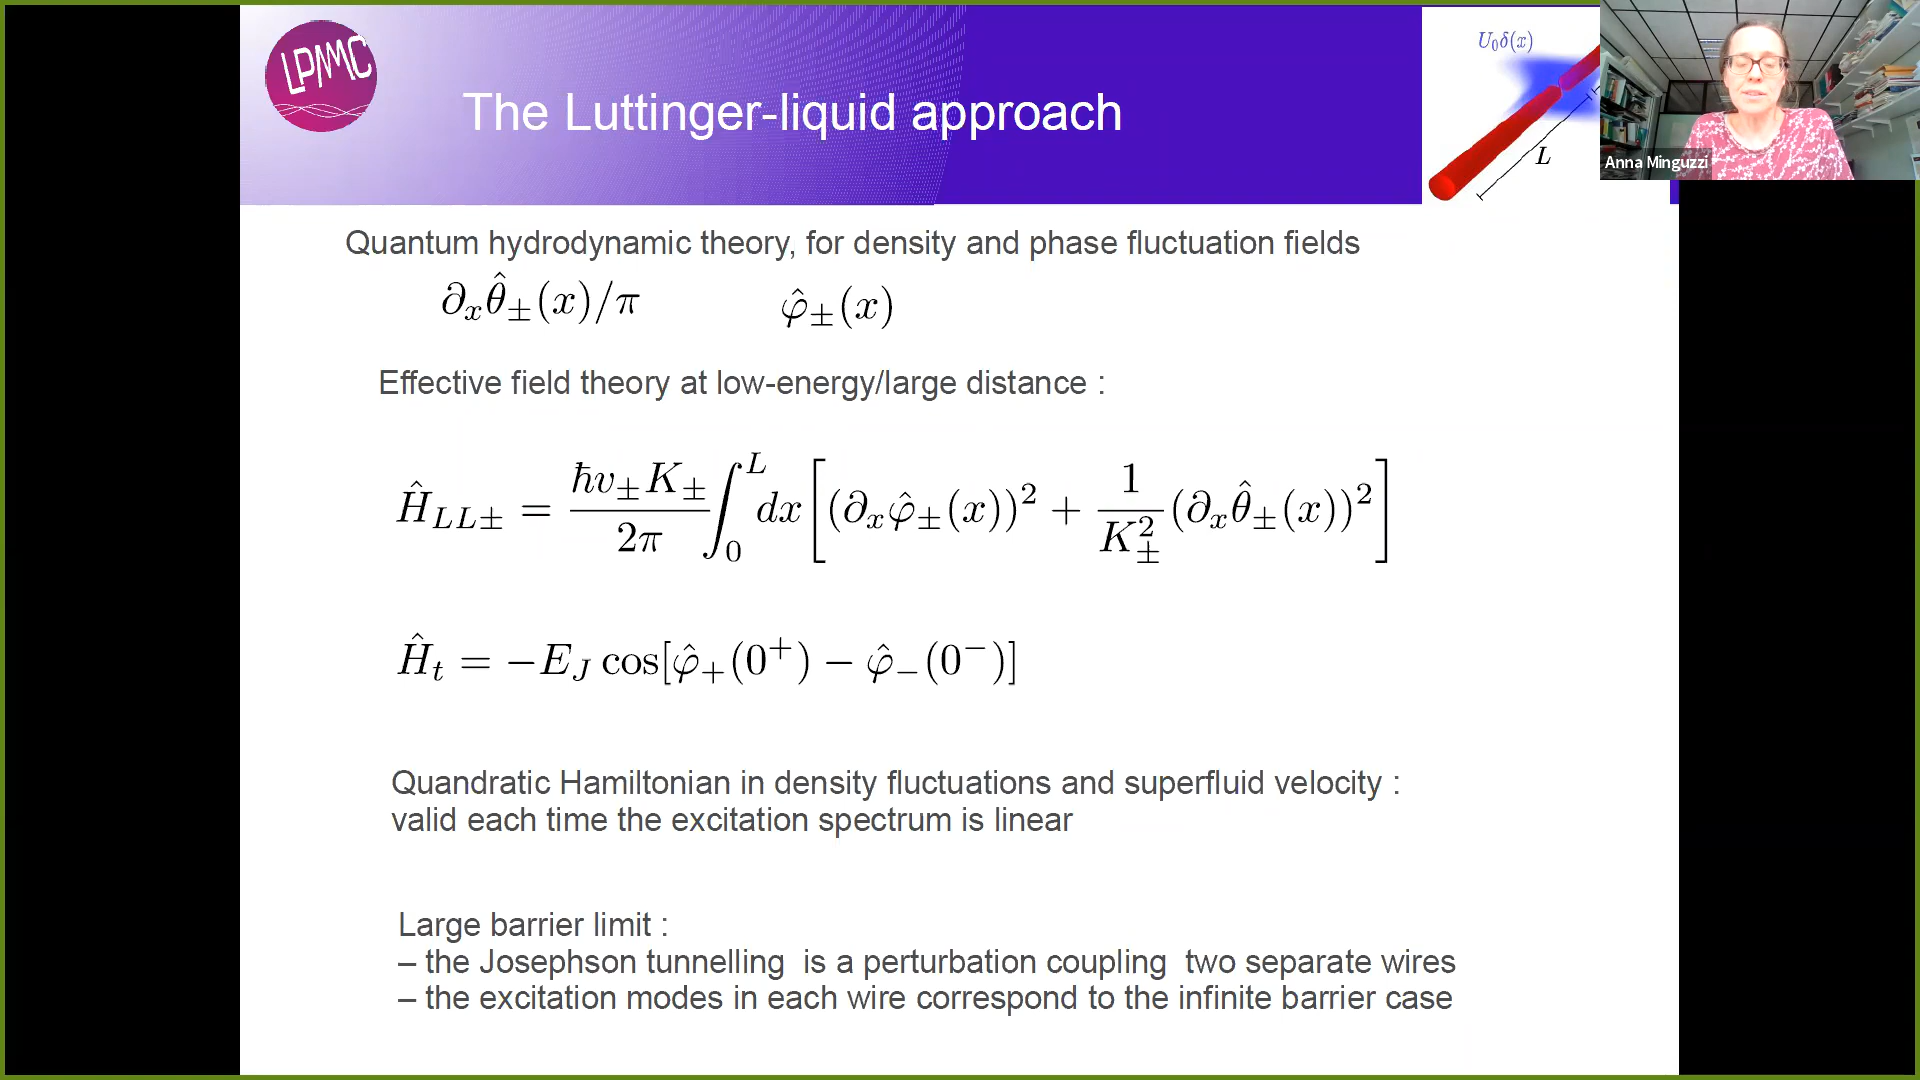 LPMMC
The Luttinger-liquid approach
U₀δ(x)
L
Anna Minguzzi
Quantum hydrodynamic theory, for density and phase fluctuation fields
∂ₓθ̂±(x)/π    φ̂±(x)
Effective field theory at low-energy/large distance :
Ĥ_{LL±} = \frac{ħv±K±}{2π} ∫₀ᴸ dx [(∂ₓφ̂±(x))² + \frac{1}{K±²}(∂ₓθ̂±(x))²]
Ĥₜ = −E_J cos[φ̂₊(0⁺) − φ̂₋(0⁻)]
Quandratic Hamiltonian in density fluctuations and superfluid velocity :
valid each time the excitation spectrum is linear
Large barrier limit :
– the Josephson tunnelling is a perturbation coupling two separate wires
– the excitation modes in each wire correspond to the infinite barrier case